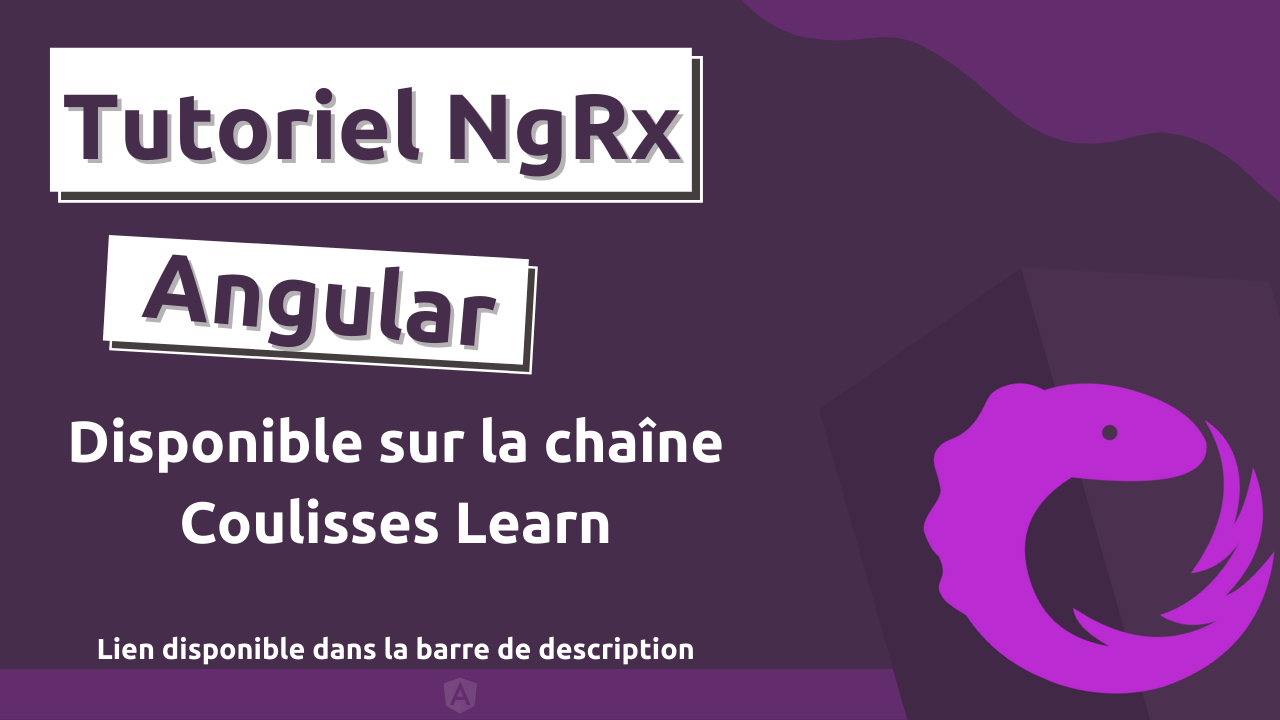 Tutoriel NgRx
Angular
Disponible sur la chaîne
Coulisses Learn
Lien disponible dans la barre de description